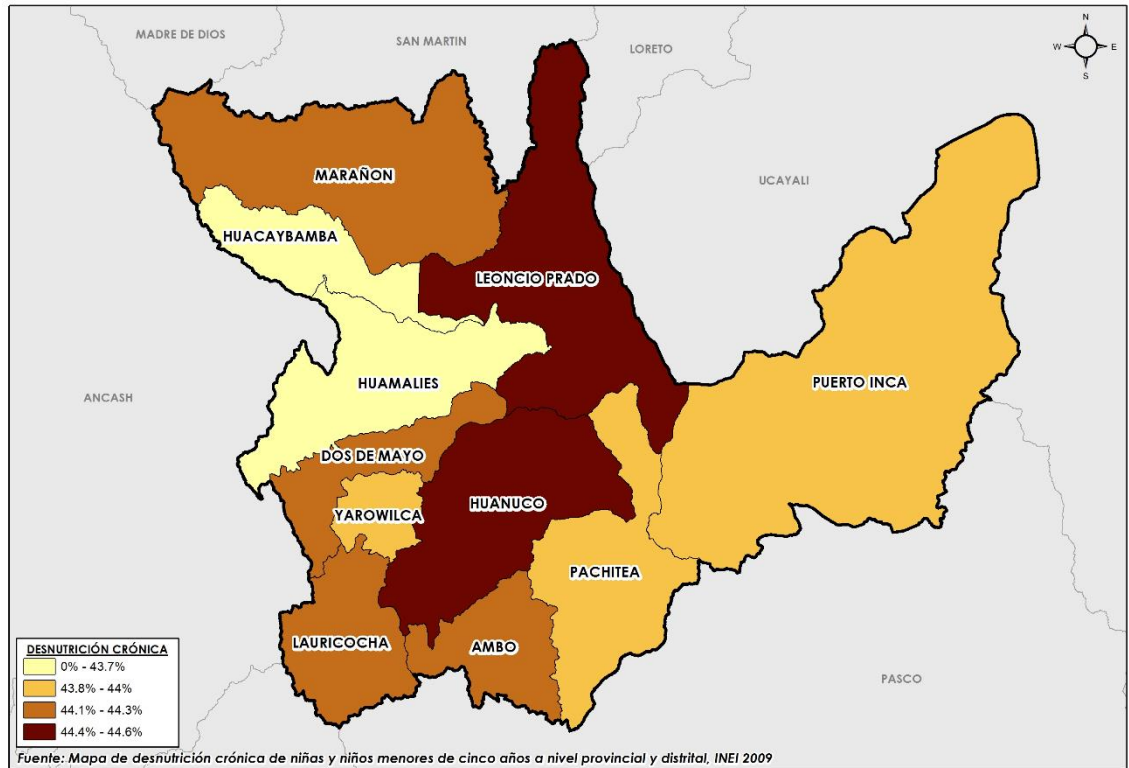 MADRE DE DIOS
SAN MARTIN
LORETO
N
W E
S
MARAÑON
UCAYALI
HUACAYBAMBA
LEONCIO PRADO
HUAMALIES
PUERTO INCA
ANCASH
DOS DE MAYO
HUANUCO
YAROWILCA
PACHITEA
LAURICOCHA
AMBO
PASCO
DESNUTRICIÓN CRÓNICA
0% - 43.7%
43.8% - 44%
44.1% - 44.3%
44.4% - 44.6%
Fuente: Mapa de desnutrición crónica de niñas y niños menores de cinco años a nivel provincial y distrital, INEI 2009